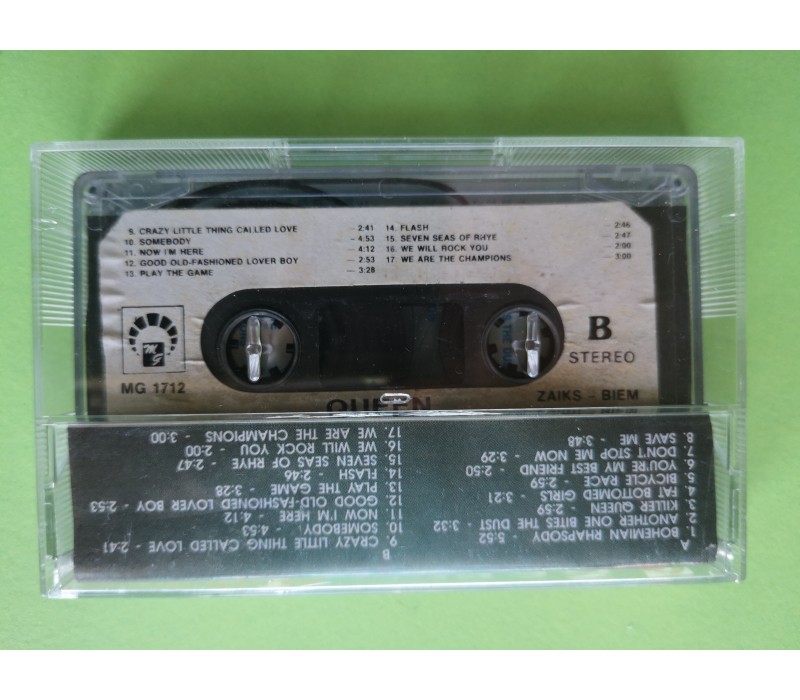 9. CRAZY LITTLE THING CALLED LOVE — 2:41
10. SOMEBODY — 4:53
11. NOW I'M HERE — 4:12
12. GOOD OLD-FASHIONED LOVER BOY — 2:53
13. PLAY THE GAME — 3:28
14. FLASH — 2:46
15. SEVEN SEAS OF RHYE — 2:47
16. WE WILL ROCK YOU — 2:00
17. WE ARE THE CHAMPIONS — 3:00
MG
B
STEREO
MG 1712
QUEEN
ZAIKS - BIEM
A
1. BOHEMIAN RHAPSODY - 5:52
2. ANOTHER ONE BITES THE DUST - 3:32
3. KILLER QUEEN - 2:59
4. FAT BOTTOMED GIRLS - 3:21
5. BICYCLE RACE - 2:59
6. YOU'RE MY BEST FRIEND - 2:50
7. DON'T STOP ME NOW - 3:29
8. SAVE ME - 3:48
B
9. CRAZY LITTLE THING CALLED LOVE - 2:41
10. SOMEBODY - 4:53
11. NOW I'M HERE - 4:12
12. GOOD OLD-FASHIONED LOVER BOY - 2:53
13. PLAY THE GAME - 3:28
14. FLASH - 2:46
15. SEVEN SEAS OF RHYE - 2:47
16. WE WILL ROCK YOU - 2:00
17. WE ARE THE CHAMPIONS - 3:00